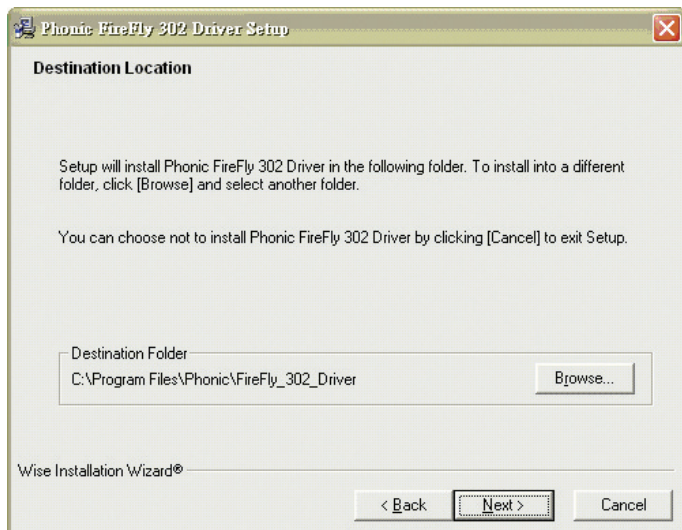 Phonic FireFly 302 Driver Setup
Destination Location
Setup will install Phonic FireFly 302 Driver in the following folder. To install into a different
folder, click [Browse] and select another folder.
You can choose not to install Phonic FireFly 302 Driver by clicking [Cancel] to exit Setup.
Destination Folder
C:\Program Files\Phonic\FireFly_302_Driver
Browse...
Wise Installation Wizard®
< Back
Next >
Cancel